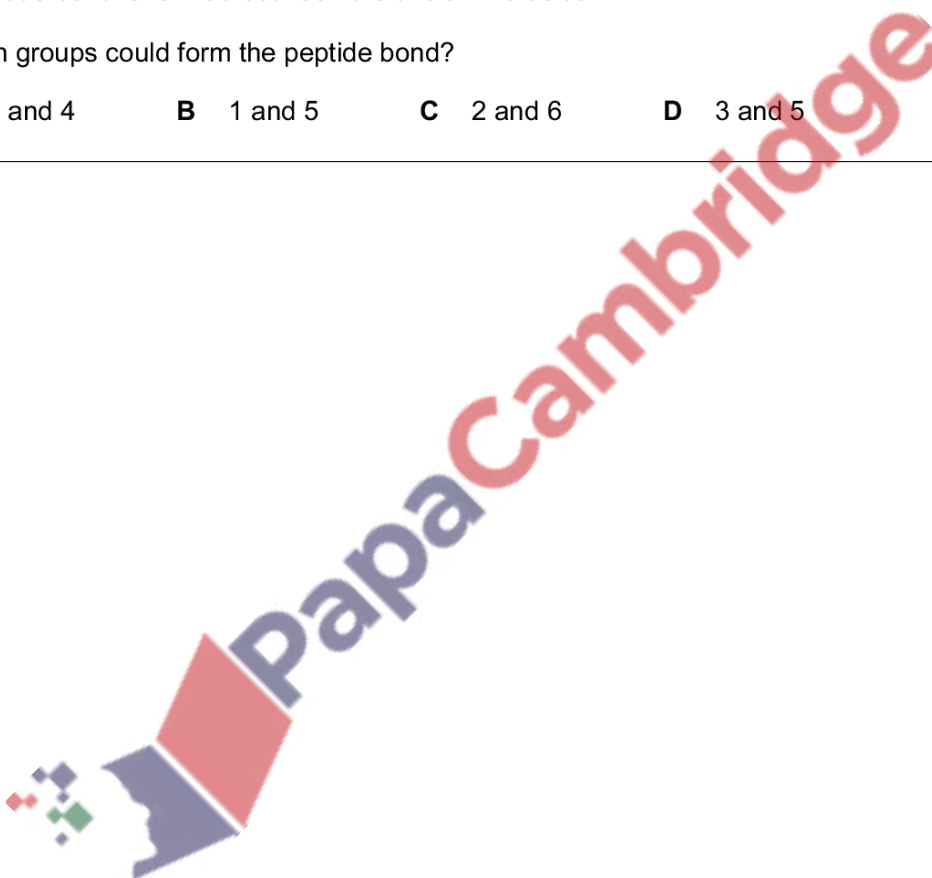 groups could form the peptide bond?
and 4 B 1 and 5 C 2 and 6 D 3 and 5
PapaCambridge